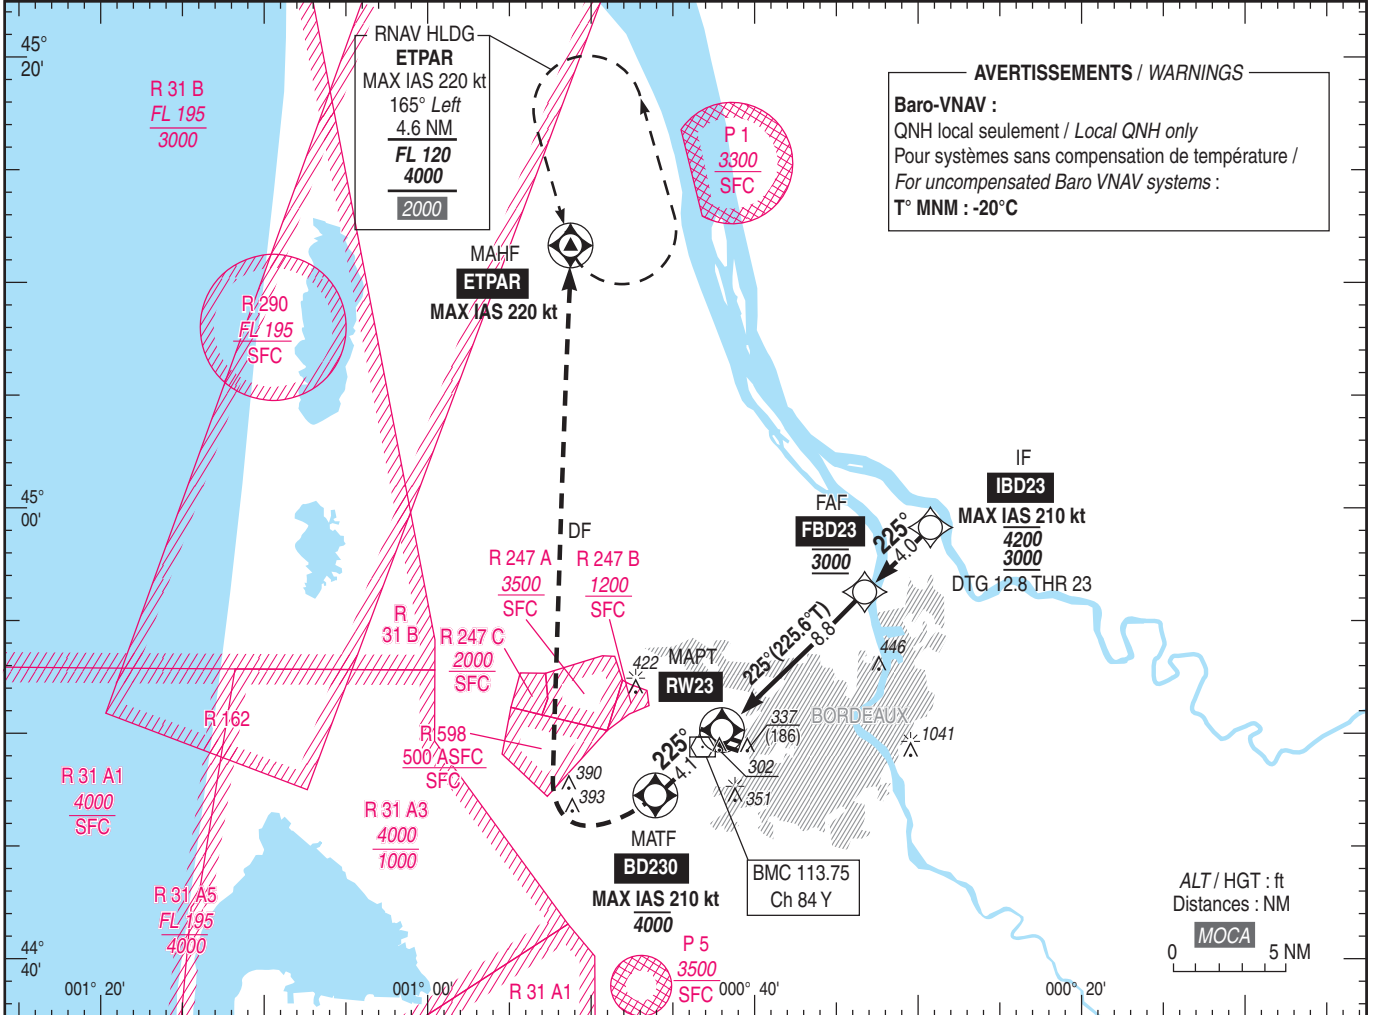 45°
20'
RNAV HLDG
ETPAR
MAX IAS 220 kt
165° Left
4.6 NM
FL 120
4000
2000
R 31 B
FL 195
3000
P 1
3300
SFC
AVERTISSEMENTS / WARNINGS
Baro-VNAV :
QNH local seulement / Local QNH only
Pour systèmes sans compensation de température /
For uncompensated Baro VNAV systems :
T° MNM : -20°C
MAHF
ETPAR
MAX IAS 220 kt
R 290
FL 195
SFC
45°
00'
IF
IBD23
MAX IAS 210 kt
4200
3000
DTG 12.8 THR 23
FAF
FBD23
3000
225°
4.0
DF
R 247 A
3500
SFC
R 247 B
1200
SFC
R
31 B
R 247 C
2000
SFC
225°(225.6°T)
8.8
446
422
MAPT
RW23
R 162
R 598
500 ASFC
SFC
337
(186)
BORDEAUX
1041
225°
4.1
302
351
390
393
R 31 A1
4000
SFC
R 31 A3
4000
1000
MATF
BD230
MAX IAS 210 kt
4000
BMC 113.75
Ch 84 Y
R 31 A5
FL 195
4000
ALT / HGT : ft
Distances : NM
MOCA
0 5 NM
44°
40'
P 5
3500
SFC
R 31 A1
001° 20'
001° 00'
000° 40'
000° 20'